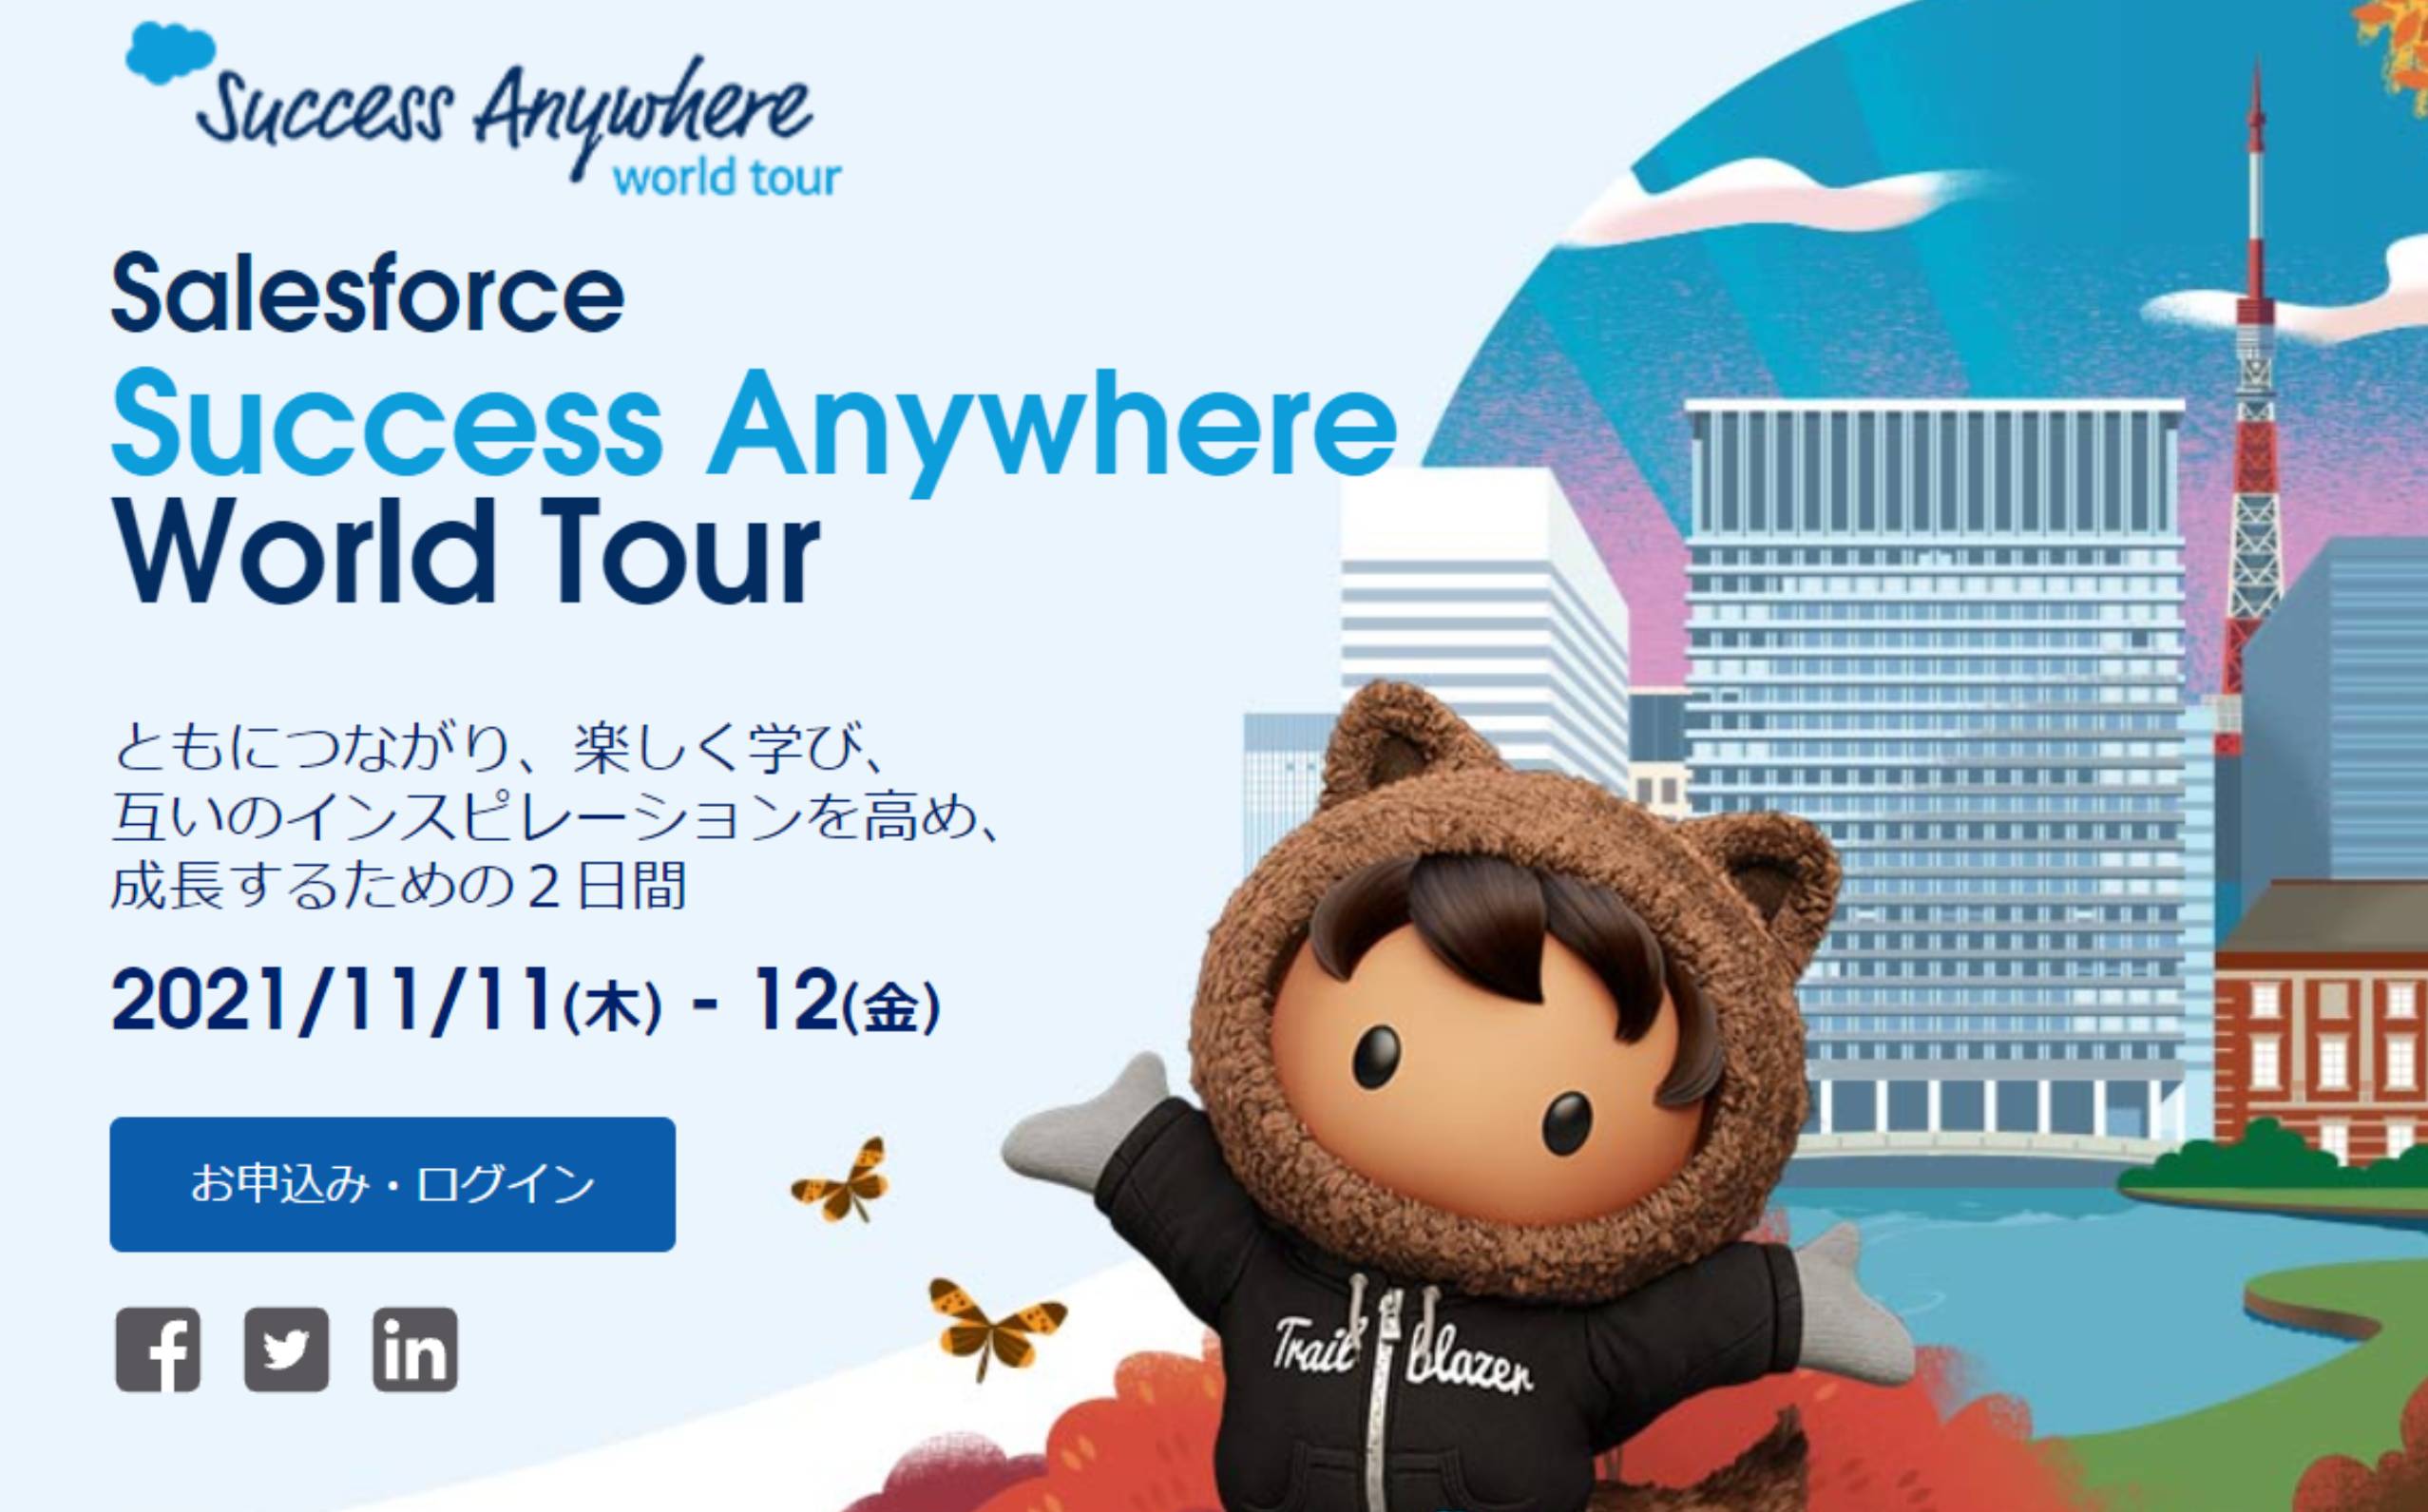 Success Anywhere
world tour
Salesforce
Success Anywhere
World Tour
ともにつながり、楽しく学び、
互いのインスピレーションを高め、
成長するための２日間
2021/11/11(木) - 12(金)
お申込み・ログイン
f
in
Trail blazer